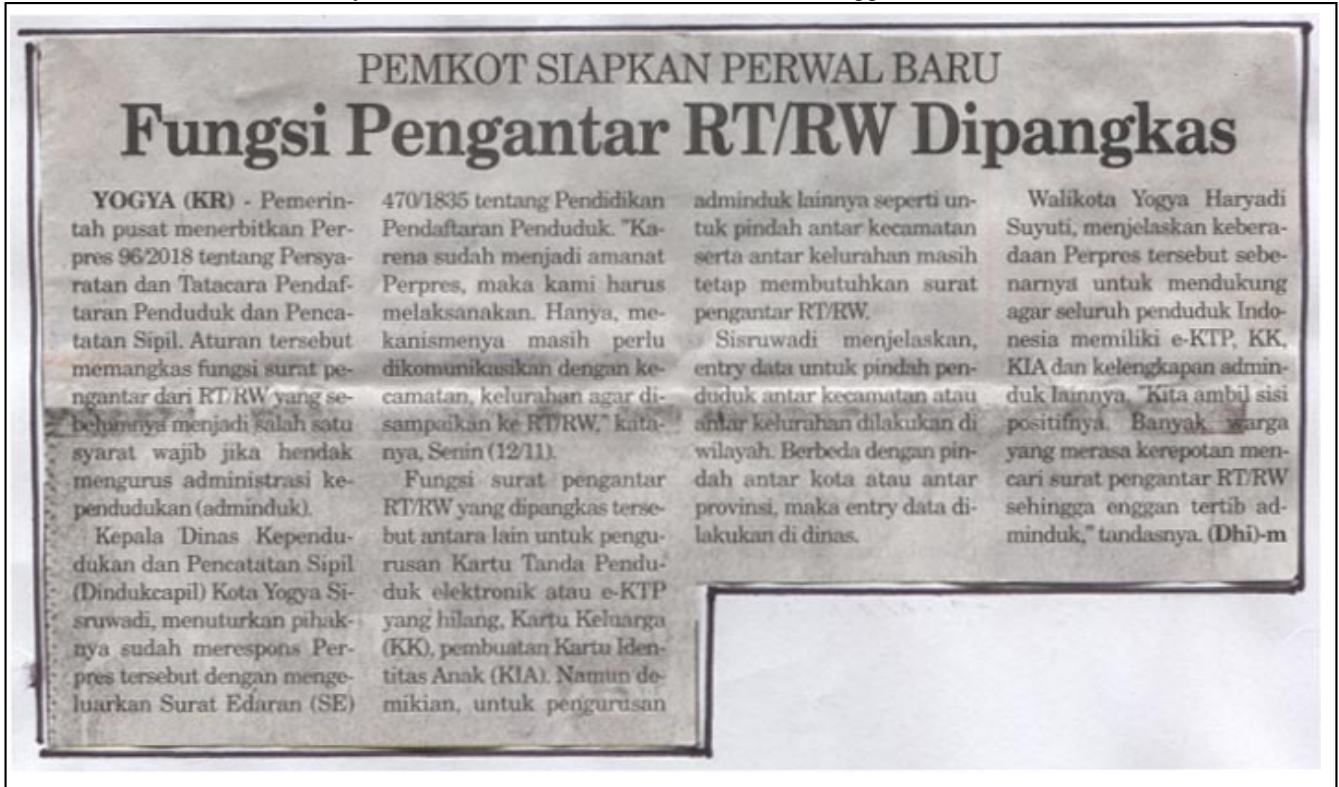 PEMKOT SIAPKAN PERWAL BARU
Fungsi Pengantar RT/RW Dipangkas
YOGYA (KR) - Pemerin-
tah pusat menerbitkan Per-
pres 96/2018 tentang Persya-
ratan dan Tatacara Pendaf-
taran Penduduk dan Penca-
tatan Sipil. Aturan tersebut
memangkas fungsi surat pe-
ngantar dari RT/RW yang se-
belumnya menjadi salah satu
syarat wajib jika hendak
mengurus administrasi ke-
pendudukan (adminduk).
Kepala Dinas Kependu-
dukan dan Pencatatan Sipil
(Dindukcapil) Kota Yogya Si-
sruwadi, menuturkan pihak-
nya sudah merespons Per-
pres tersebut dengan menge-
luarkan Surat Edaran (SE)
470/1835 tentang Pendidikan
Pendaftaran Penduduk. "Ka-
rena sudah menjadi amanat
Perpres, maka kami harus
melaksanakan. Hanya, me-
kanismenya masih perlu
dikomunikasikan dengan ke-
camatan, kelurahan agar di-
sampaikan ke RT/RW," kata-
nya, Senin (12/11).
Fungsi surat pengantar
RT/RW yang dipangkas terse-
but antara lain untuk pengu-
rusan Kartu Tanda Pendu-
duk elektronik atau e-KTP
yang hilang, Kartu Keluarga
(KK), pembuatan Kartu Iden-
titas Anak (KIA). Namun de-
mikian, untuk pengurusan
adminduk lainnya seperti un-
tuk pindah antar kecamatan
serta antar kelurahan masih
tetap membutuhkan surat
pengantar RT/RW.
Sisruwadi menjelaskan,
entry data untuk pindah pen-
duduk antar kecamatan atau
antar kelurahan dilakukan di
wilayah. Berbeda dengan pin-
dah antar kota atau antar
provinsi, maka entry data di-
lakukan di dinas.
Walikota Yogya Haryadi
Suyuti, menjelaskan kebera-
daan Perpres tersebut sebe-
narnya untuk mendukung
agar seluruh penduduk Indo-
nesia memiliki e-KTP, KK,
KIA dan kelengkapan admin-
duk lainnya. "Kita ambil sisi
positifnya. Banyak warga
yang merasa kerepotan men-
cari surat pengantar RT/RW
sehingga enggan tertib ad-
minduk," tandasnya. (Dhi)-m